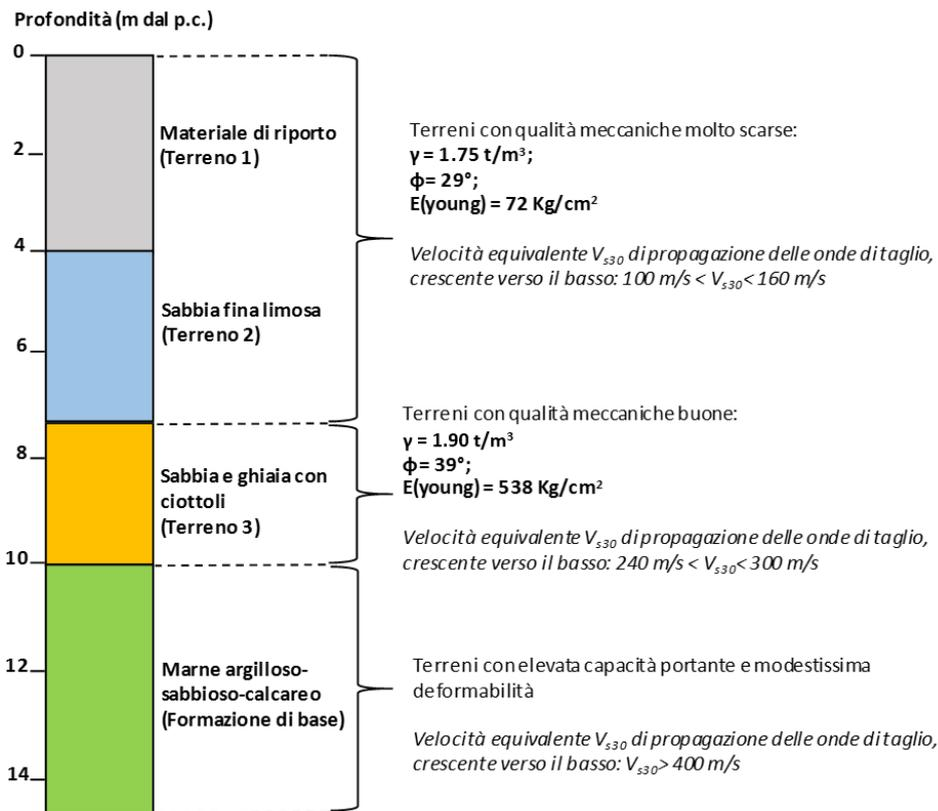 Profondità (m dal p.c.)
0
2
4
6
8
10
12
14
Materiale di riporto
(Terreno 1)
Terreni con qualità meccaniche molto scarse:
γ = 1.75 t/m³;
ϕ= 29°;
E(young) = 72 Kg/cm²
Velocità equivalente Vs30 di propagazione delle onde di taglio,
crescente verso il basso: 100 m/s < Vs30< 160 m/s
Sabbia fina limosa
(Terreno 2)
Terreni con qualità meccaniche buone:
γ = 1.90 t/m³
ϕ= 39°;
E(young) = 538 Kg/cm²
Sabbia e ghiaia con
ciottoli
(Terreno 3)
Velocità equivalente Vs30 di propagazione delle onde di taglio,
crescente verso il basso: 240 m/s < Vs30< 300 m/s
Marne argilloso-
sabbioso-calcareo
(Formazione di base)
Terreni con elevata capacità portante e modestissima
deformabilità
Velocità equivalente Vs30 di propagazione delle onde di taglio,
crescente verso il basso: Vs30> 400 m/s